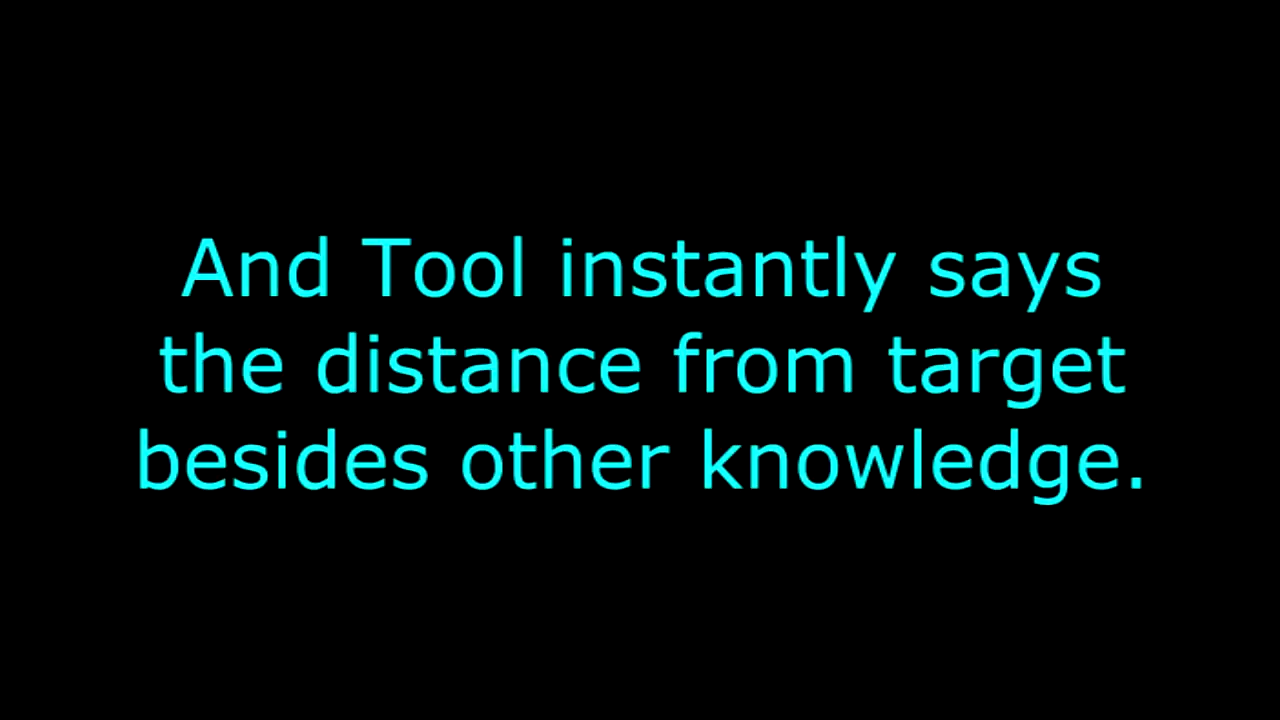 And Tool instantly says
the distance from target
besides other knowledge.